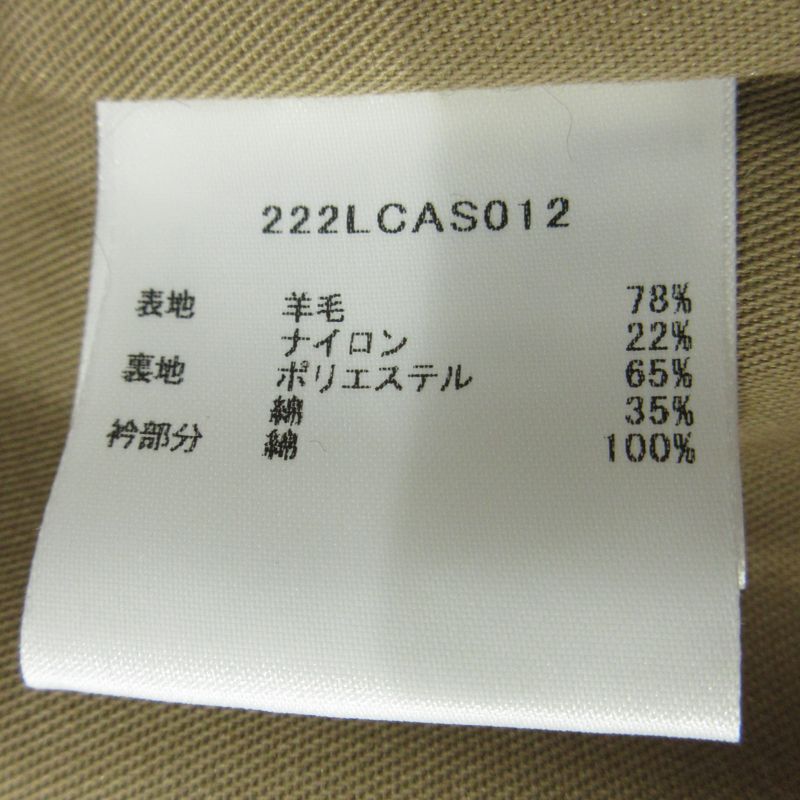 222LCAS012
表地 羊毛 78%
ナイロン 22%
裏地 ポリエステル 65%
綿 35%
衿部分 綿 100%